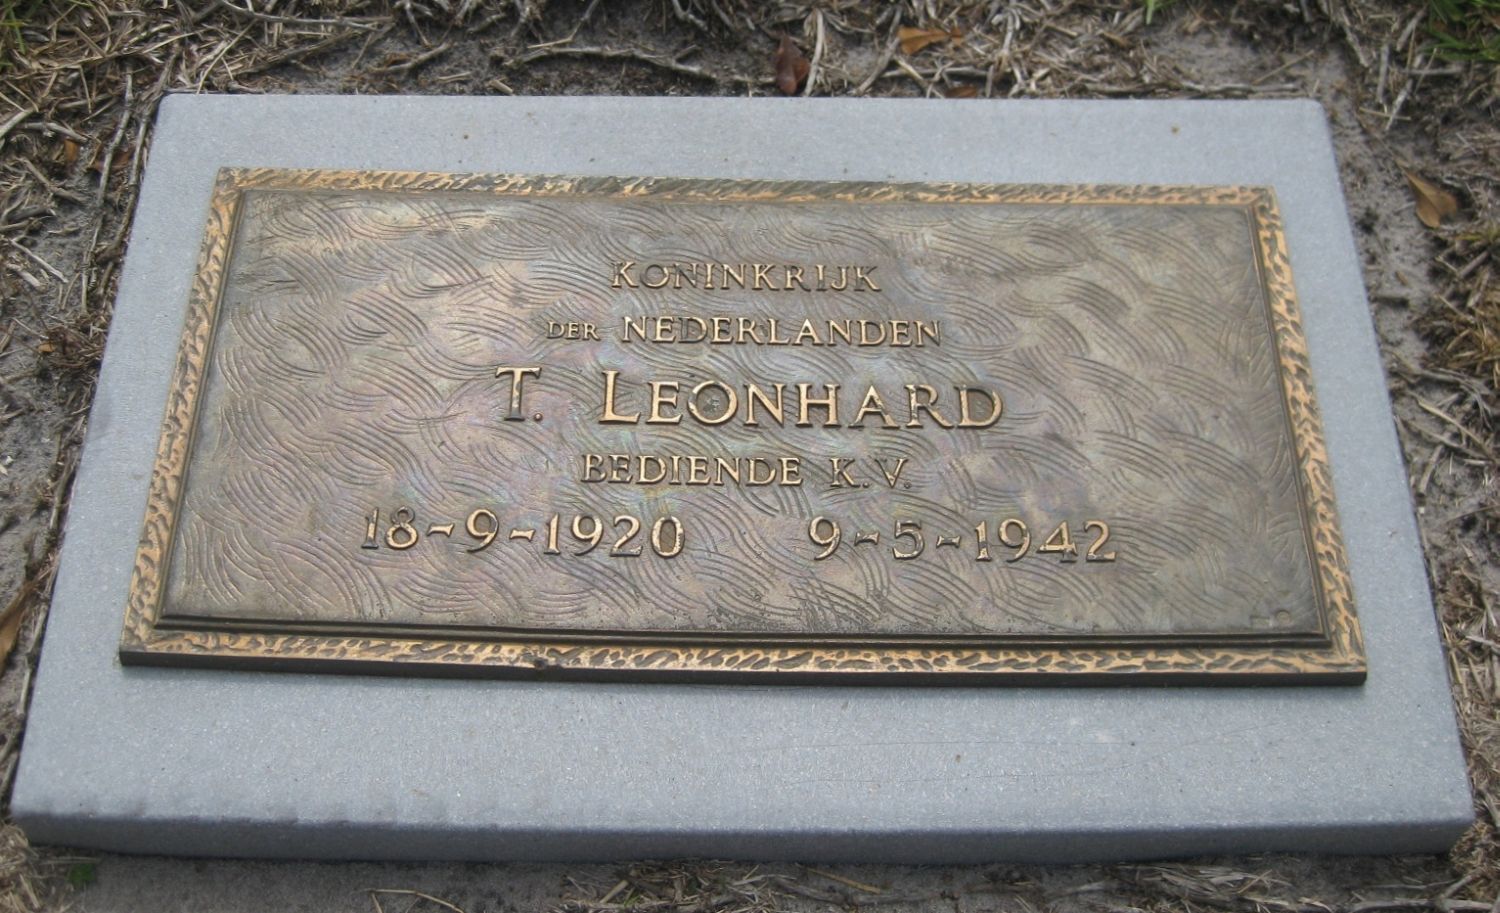 KONINKRIJK
DER NEDERLANDEN
T. LEONHARD
BEDIENDE K.V.
18-9-1920 9-5-1942